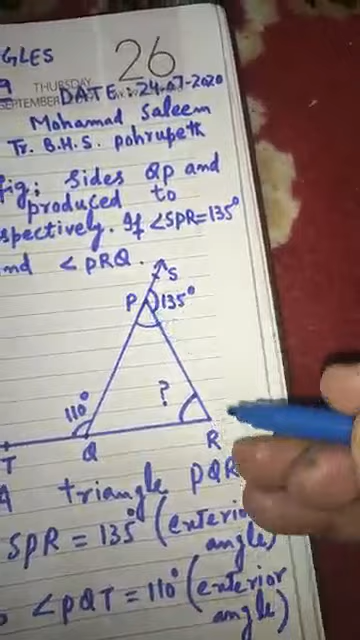 GLES
26
THURSDAY
SEPTEMBER
DATE: 24-07-2020
Mohamad Saleem
Tr. B.H.S. pohrupeth
fig; Sides QP and
produced to
spectively. If ∠SPR=135°
nd ∠PRQ.
S
P 135°
110° ?
T Q R
A triangle PQR
SPR = 135° (exterior
angle)
∠PQT = 110° (exterior
angle)